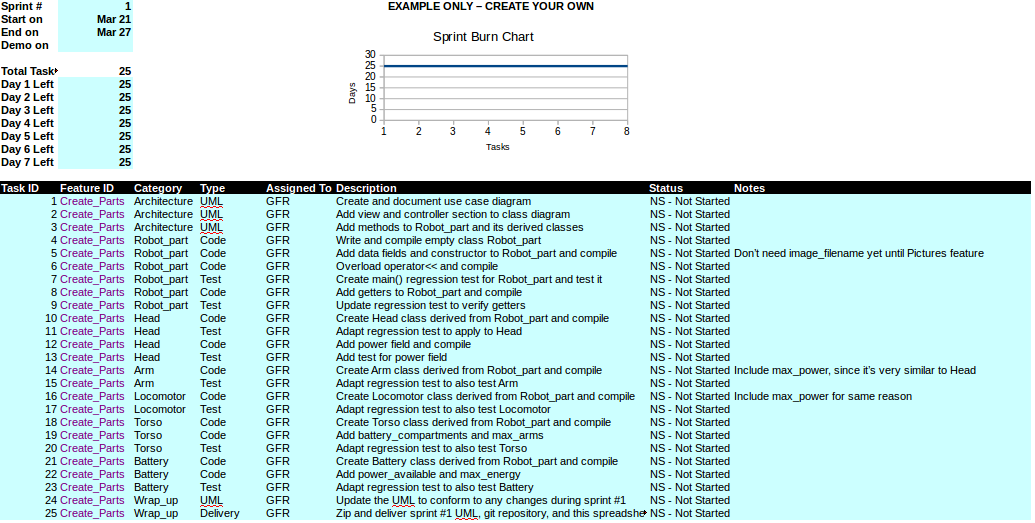 Sprint # 1 EXAMPLE ONLY – CREATE YOUR OWN
Start on Mar 21
End on Mar 27
Demo on
Sprint Burn Chart
Total Task 25
Day 1 Left 25
Day 2 Left 25
Day 3 Left 25
Day 4 Left 25
Day 5 Left 25
Day 6 Left 25
Day 7 Left 25
30
25
20
15
10
5
0
Days
1 2 3 4 5 6 7 8
Tasks
Task ID Feature ID Category Type Assigned To Description Status Notes
1 Create_Parts Architecture UML GFR Create and document use case diagram NS - Not Started
2 Create_Parts Architecture UML GFR Add view and controller section to class diagram NS - Not Started
3 Create_Parts Architecture UML GFR Add methods to Robot_part and its derived classes NS - Not Started
4 Create_Parts Robot_part Code GFR Write and compile empty class Robot_part NS - Not Started
5 Create_Parts Robot_part Code GFR Add data fields and constructor to Robot_part and compile NS - Not Started Don't need image_filename yet until Pictures feature
6 Create_Parts Robot_part Code GFR Overload operator<< and compile NS - Not Started
7 Create_Parts Robot_part Test GFR Create main() regression test for Robot_part and test it NS - Not Started
8 Create_Parts Robot_part Code GFR Add getters to Robot_part and compile NS - Not Started
9 Create_Parts Robot_part Test GFR Update regression test to verify getters NS - Not Started
10 Create_Parts Head Code GFR Create Head class derived from Robot_part and compile NS - Not Started
11 Create_Parts Head Test GFR Adapt regression test to apply to Head NS - Not Started
12 Create_Parts Head Code GFR Add power field and compile NS - Not Started
13 Create_Parts Head Test GFR Add test for power field NS - Not Started
14 Create_Parts Arm Code GFR Create Arm class derived from Robot_part and compile NS - Not Started Include max_power, since it's very similar to Head
15 Create_Parts Arm Test GFR Adapt regression test to also test Arm NS - Not Started
16 Create_Parts Locomotor Code GFR Create Locomotor class derived from Robot_part and compile NS - Not Started Include max_power for same reason
17 Create_Parts Locomotor Test GFR Adapt regression test to also test Locomotor NS - Not Started
18 Create_Parts Torso Code GFR Create Torso class derived from Robot_part and compile NS - Not Started
19 Create_Parts Torso Code GFR Add battery_compartments and max_arms NS - Not Started
20 Create_Parts Torso Test GFR Adapt regression test to also test Torso NS - Not Started
21 Create_Parts Battery Code GFR Create Battery class derived from Robot_part and compile NS - Not Started
22 Create_Parts Battery Code GFR Add power_available and max_energy NS - Not Started
23 Create_Parts Battery Test GFR Adapt regression test to also test Battery NS - Not Started
24 Create_Parts Wrap_up UML GFR Update the UML to conform to any changes during sprint #1 NS - Not Started
25 Create_Parts Wrap_up Delivery GFR Zip and deliver sprint #1 UML, git repository, and this spreadshe NS - Not Started